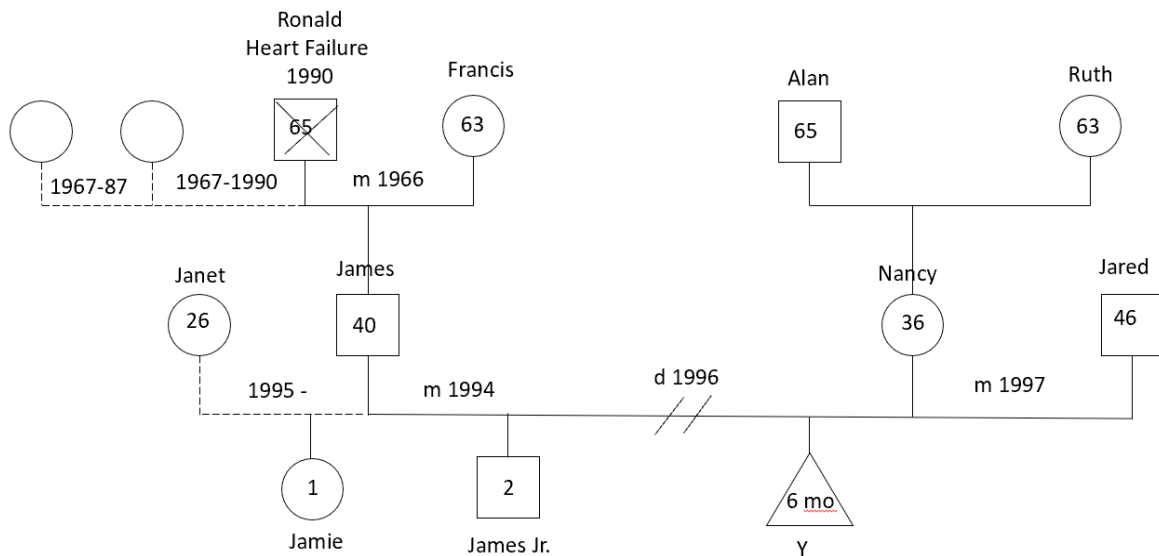 Ronald
Heart Failure
1990
Francis
Alan
Ruth
65
63
65
63
1967-87
1967-1990
m 1966
Janet
James
Nancy
Jared
26
40
36
46
1995 -
m 1994
d 1996
m 1997
1
2
6 mo
Jamie
James Jr.
Y